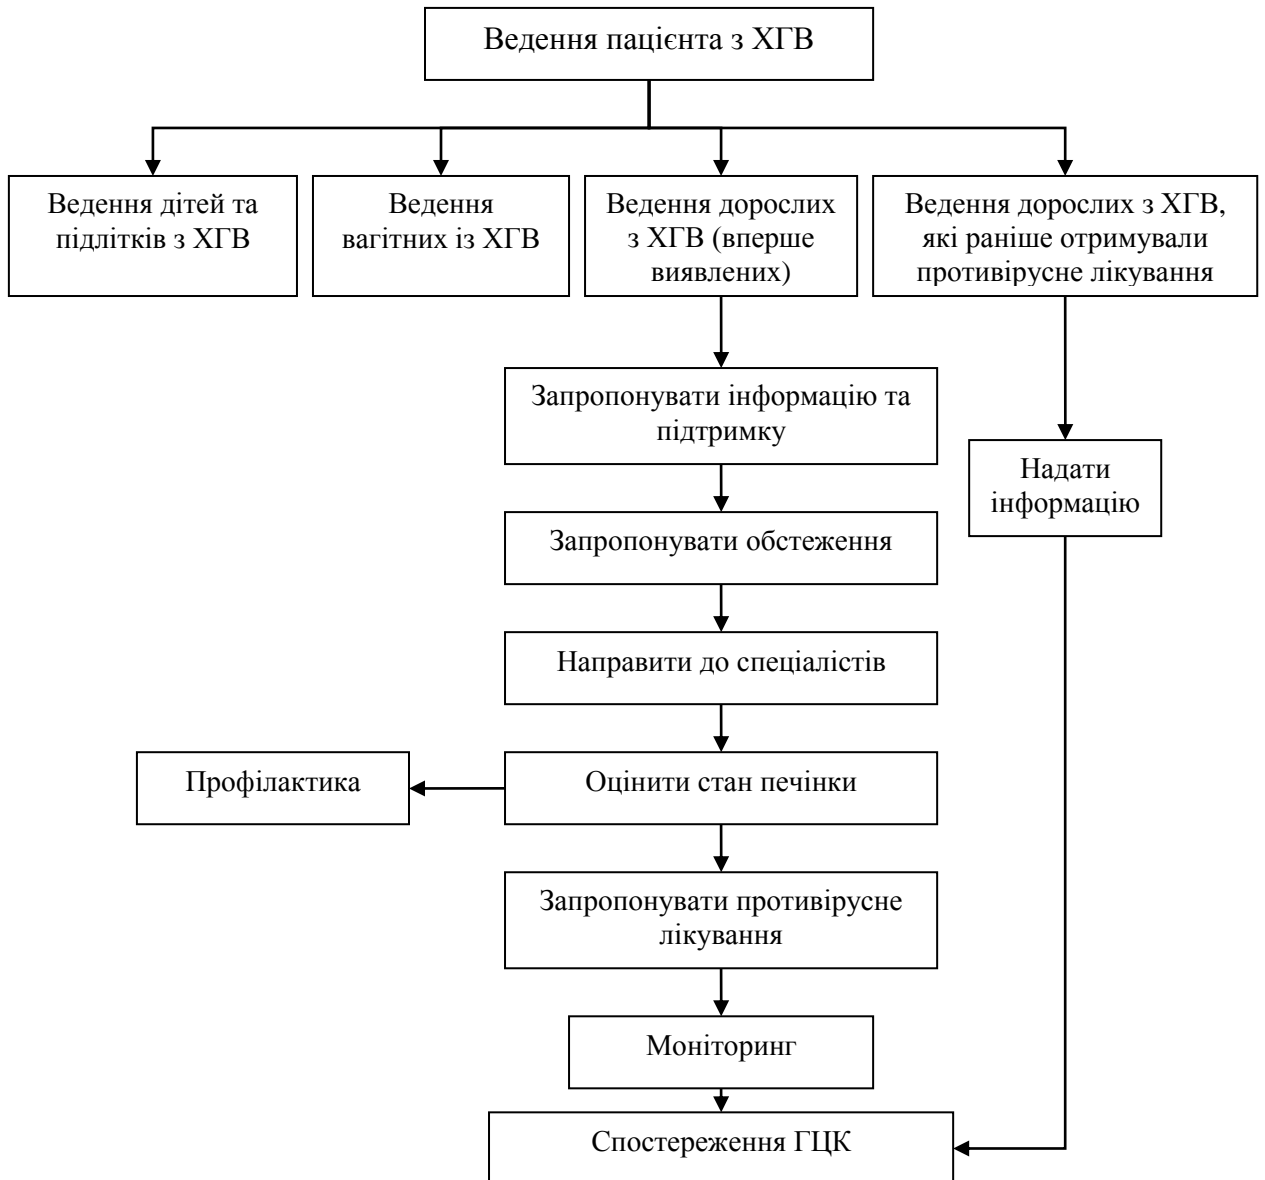 Ведення пацієнта з ХГВ
Ведення дітей та
підлітків з ХГВ
Ведення
вагітних із ХГВ
Ведення дорослих
з ХГВ (вперше
виявлених)
Ведення дорослих з ХГВ,
які раніше отримували
противірусне лікування
Запропонувати інформацію та
підтримку
Надати
інформацію
Запропонувати обстеження
Направити до спеціалістів
Профілактика
Оцінити стан печінки
Запропонувати противірусне
лікування
Моніторинг
Спостереження ГЦК